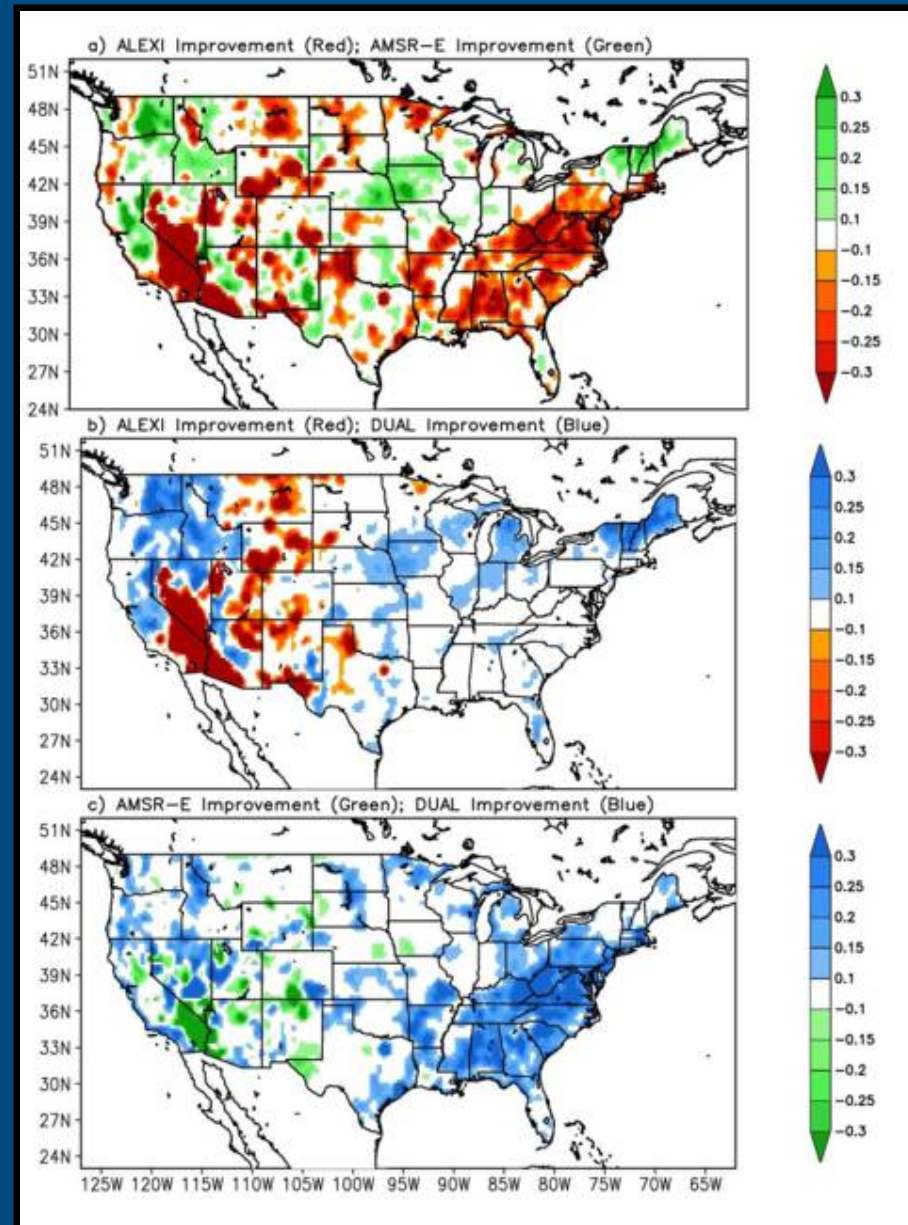 a) ALEXI Improvement (Red); AMSR-E Improvement (Green)
51N
48N
45N
42N
39N
36N
33N
30N
27N
24N
0.3
0.25
0.2
0.15
0.1
-0.1
-0.15
-0.2
-0.25
-0.3
b) ALEXI Improvement (Red); DUAL Improvement (Blue)
51N
48N
45N
42N
39N
36N
33N
30N
27N
24N
0.3
0.25
0.2
0.15
0.1
-0.1
-0.15
-0.2
-0.25
-0.3
c) AMSR-E Improvement (Green); DUAL Improvement (Blue)
51N
48N
45N
42N
39N
36N
33N
30N
27N
24N
0.3
0.25
0.2
0.15
0.1
-0.1
-0.15
-0.2
-0.25
-0.3
125W 120W 115W 110W 105W 100W 95W 90W 85W 80W 75W 70W 65W